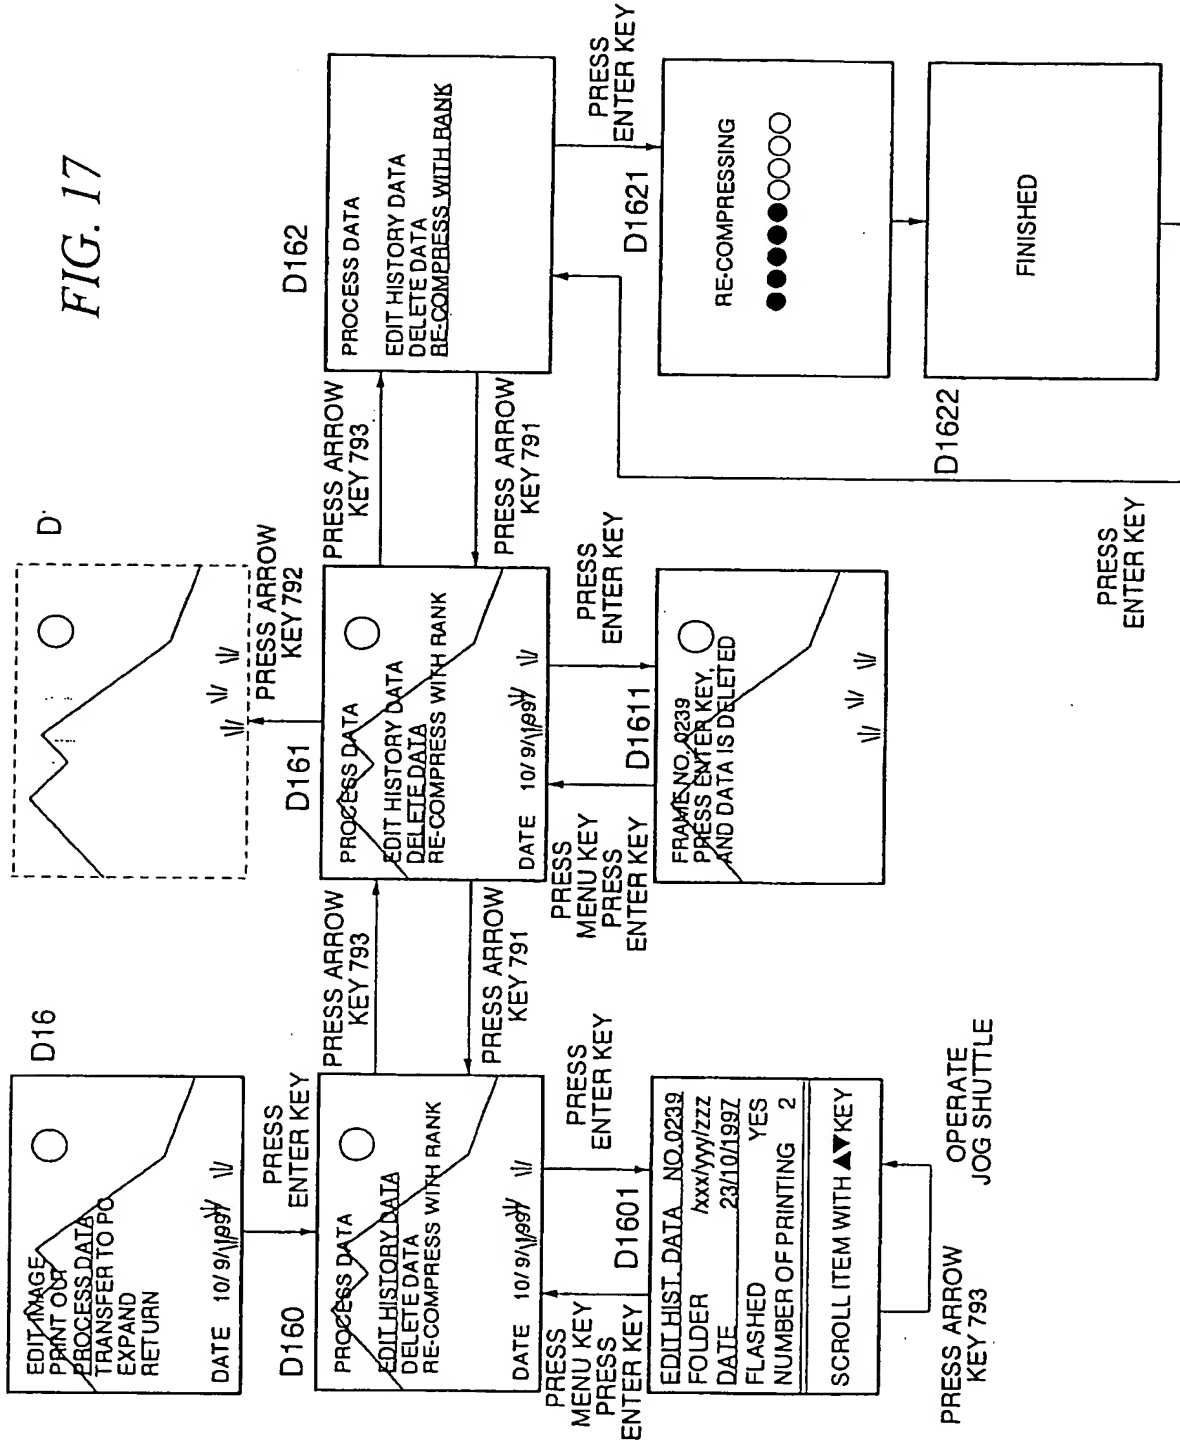 FIG. 17
D16
EDIT IMAGE
PRINT OUT
PROCESS DATA
TRANSFER TO PC
EXPAND
RETURN
DATE 10/9/1997
PRESS
ENTER KEY
D160
PROCESS DATA
EDIT HISTORY DATA
DELETE DATA
RE-COMPRESS WITH RANK
DATE 10/9/1997
PRESS
MENU KEY
PRESS
ENTER KEY
PRESS
ENTER KEY
D1601
EDIT HIST. DATA NO.0239
FOLDER /xxx/yyy/zzz
DATE 23/10/1997
FLASHED YES
NUMBER OF PRINTING 2
SCROLL ITEM WITH ▲▼KEY
PRESS ARROW
KEY 793
OPERATE
JOG SHUTTLE
PRESS ARROW
KEY 793
PRESS ARROW
KEY 791
D'
PRESS ARROW
KEY 792
D161
PROCESS DATA
EDIT HISTORY DATA
DELETE DATA
RE-COMPRESS WITH RANK
DATE 10/9/1997
PRESS
MENU KEY
PRESS
ENTER KEY
PRESS
ENTER KEY
D1611
FRAME NO. 0239
PRESS ENTER KEY,
AND DATA IS DELETED
PRESS ARROW
KEY 793
PRESS ARROW
KEY 791
D162
PROCESS DATA
EDIT HISTORY DATA
DELETE DATA
RE-COMPRESS WITH RANK
PRESS
ENTER KEY
D1621
RE-COMPRESSING
D1622
FINISHED
PRESS
ENTER KEY